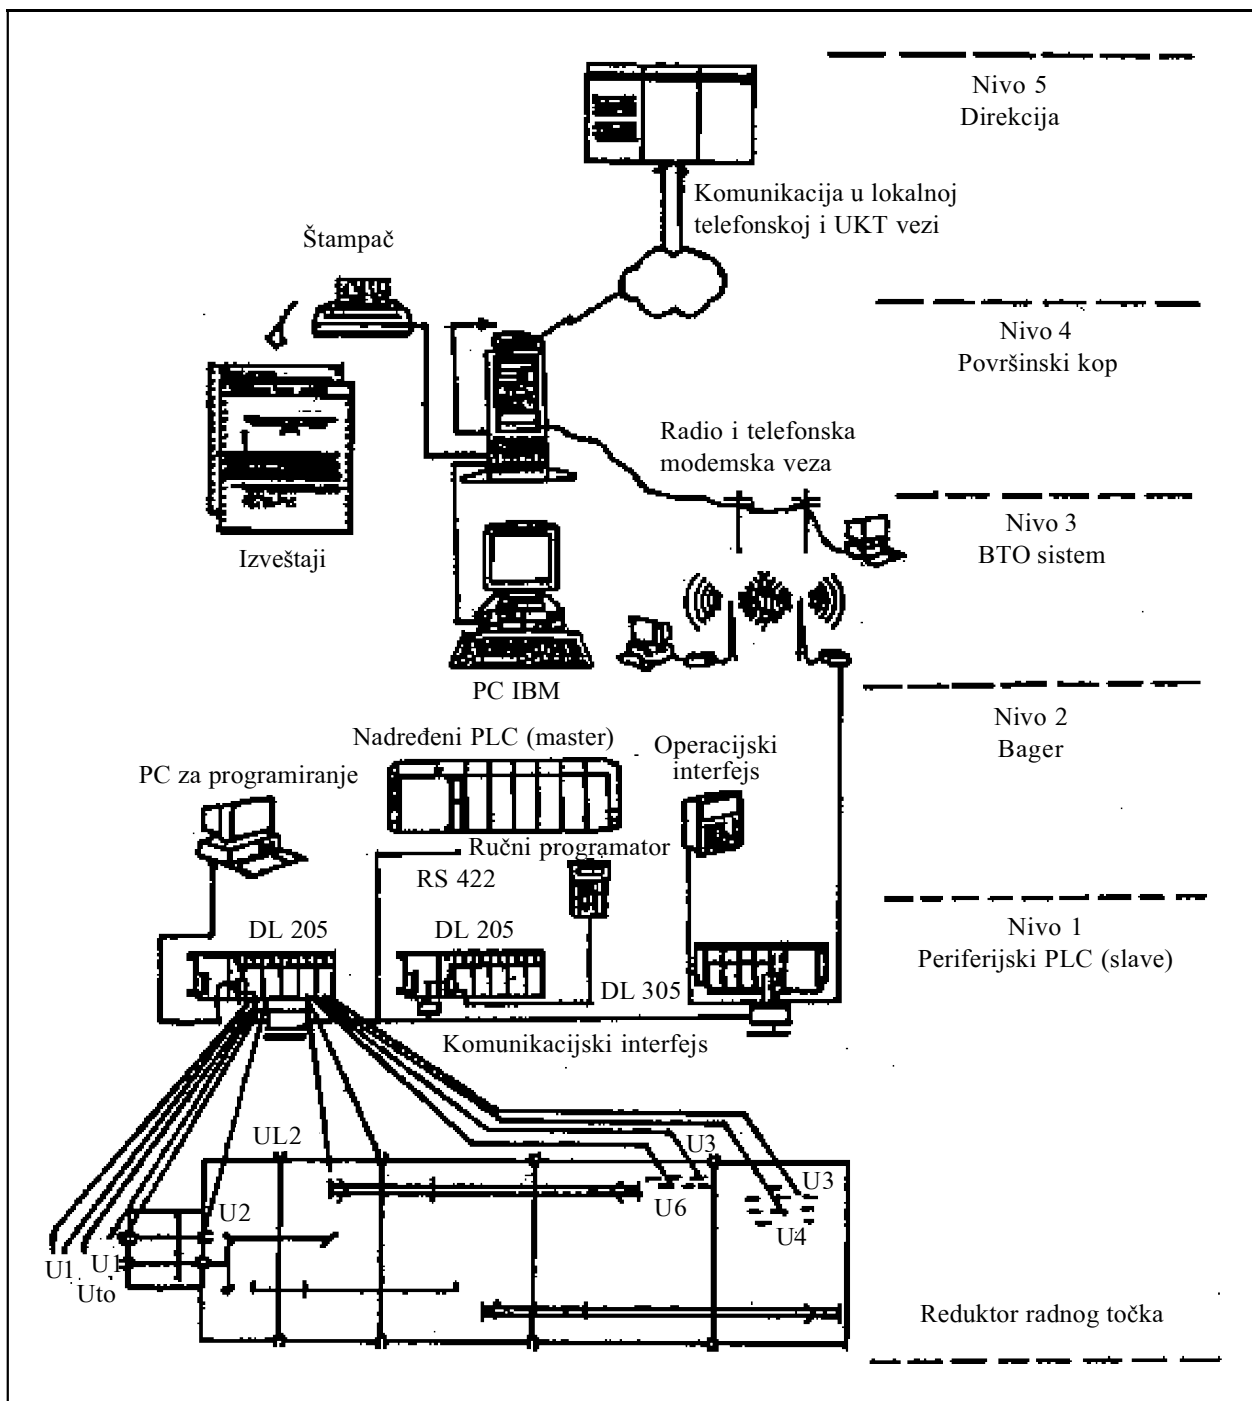 Nivo 5
Direkcija
Komunikacija u lokalnoj
telefonskoj i UKT vezi
Štampač
Nivo 4
Površinski kop
Radio i telefonska
modemska veza
Nivo 3
BTO sistem
Izveštaji
PC IBM
Nivo 2
Bager
Nadređeni PLC (master)
Operacijski
interfejs
PC za programiranje
Ručni programator
RS 422
Nivo 1
Periferijski PLC (slave)
DL 205
DL 205
DL 305
Komunikacijski interfejs
UL2
U3
U3
U6
U2
U4
U1
U1
Uto
Reduktor radnog točka